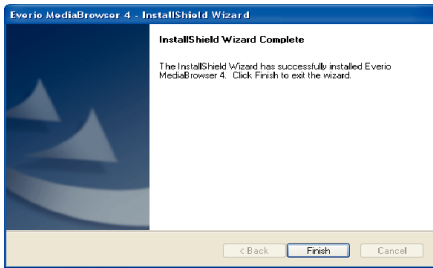 Everio MediaBrowser 4 - InstallShield Wizard
InstallShield Wizard Complete
The InstallShield Wizard has successfully installed Everio
MediaBrowser 4. Click Finish to exit the wizard.
< Back
Finish
Cancel